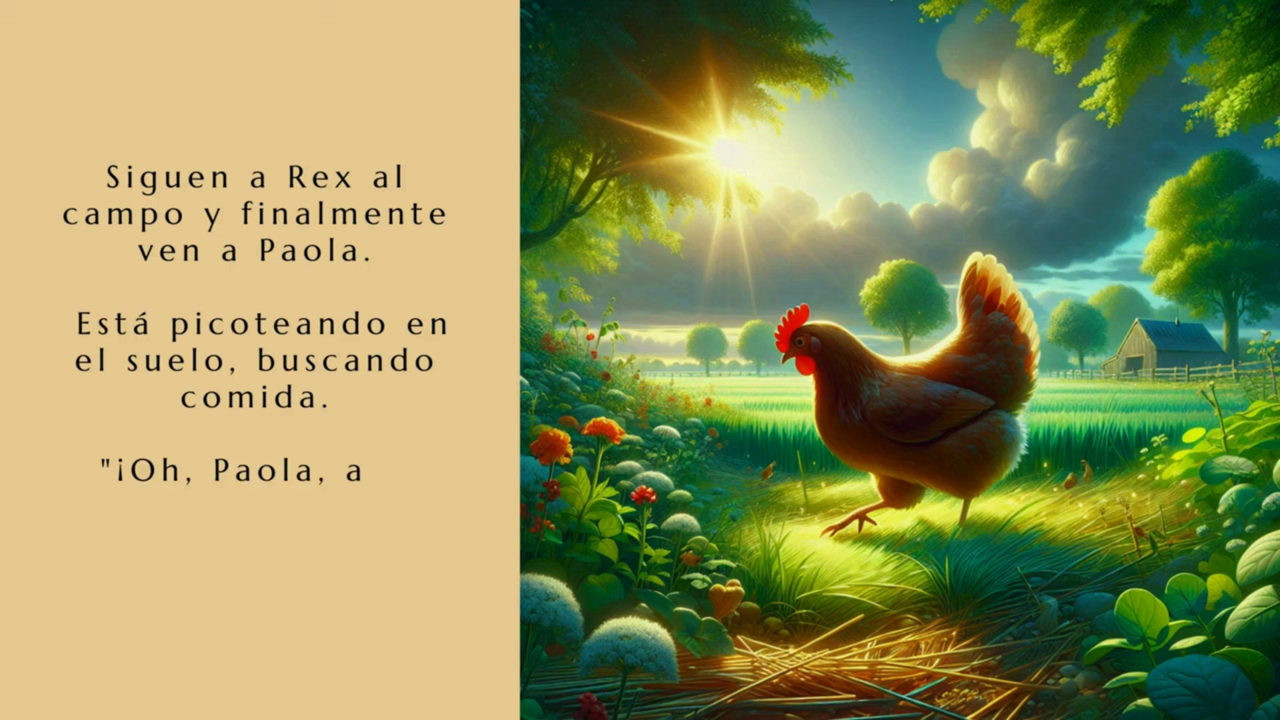 Siguen a Rex al
campo y finalmente
ven a Paola.
Está picoteando en
el suelo, buscando
comida.
"¡Oh, Paola, a